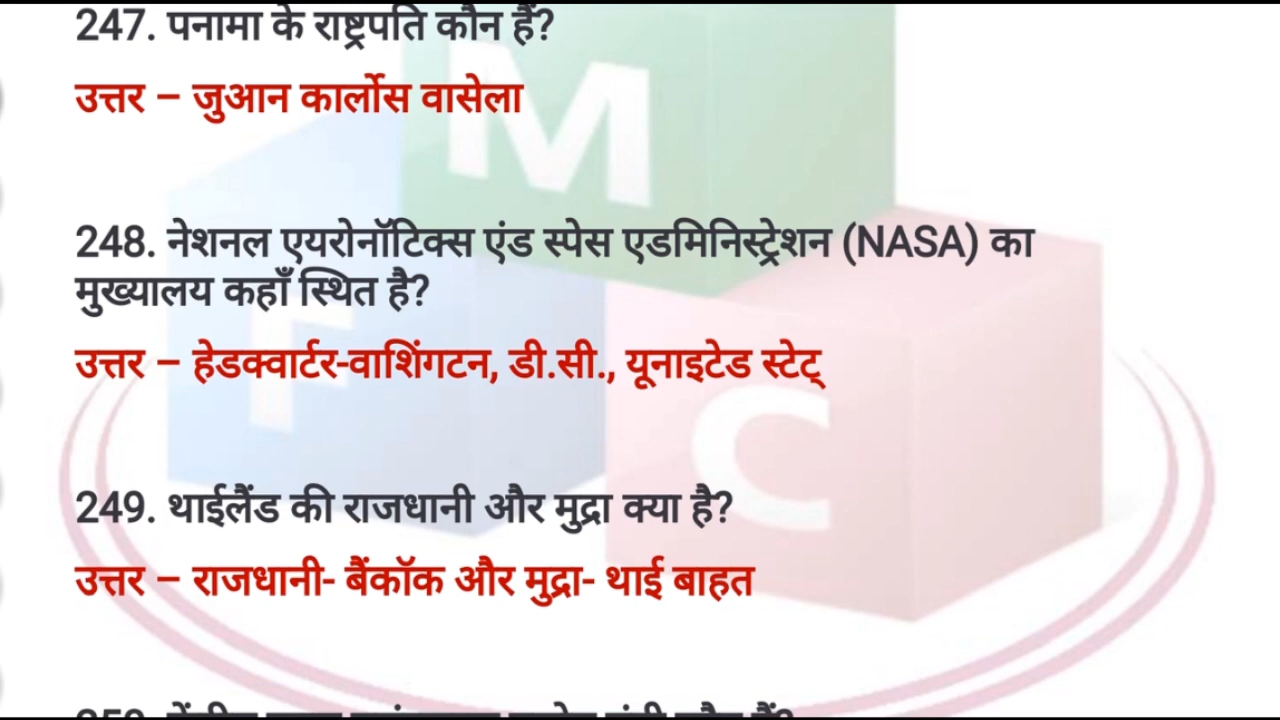 247. पनामा के राष्ट्रपति कौन हैं?
उत्तर – जुआन कार्लोस वासेला
248. नेशनल एयरोनॉटिक्स एंड स्पेस एडमिनिस्ट्रेशन (NASA) का
मुख्यालय कहाँ स्थित है?
उत्तर – हेडक्वार्टर-वाशिंगटन, डी.सी., यूनाइटेड स्टेट्
249. थाईलैंड की राजधानी और मुद्रा क्या है?
उत्तर – राजधानी- बैंकॉक और मुद्रा- थाई बाहत
M
C